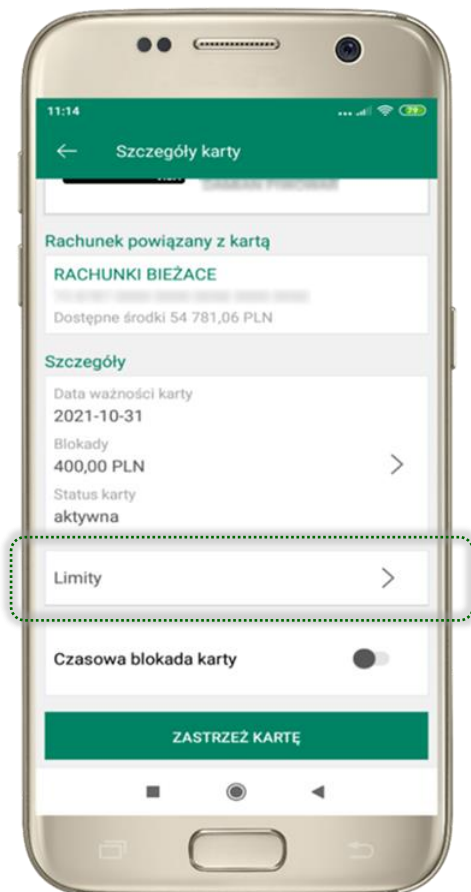 11:14
79
Szczegóły karty
Rachunek powiązany z kartą
RACHUNKI BIEŻACE
Dostępne środki 54 781,06 PLN
Szczegóły
Data ważności karty
2021-10-31
Blokady
400,00 PLN
Status karty
aktywna
Limity
Czasowa blokada karty
ZASTRZEŻ KARTĘ